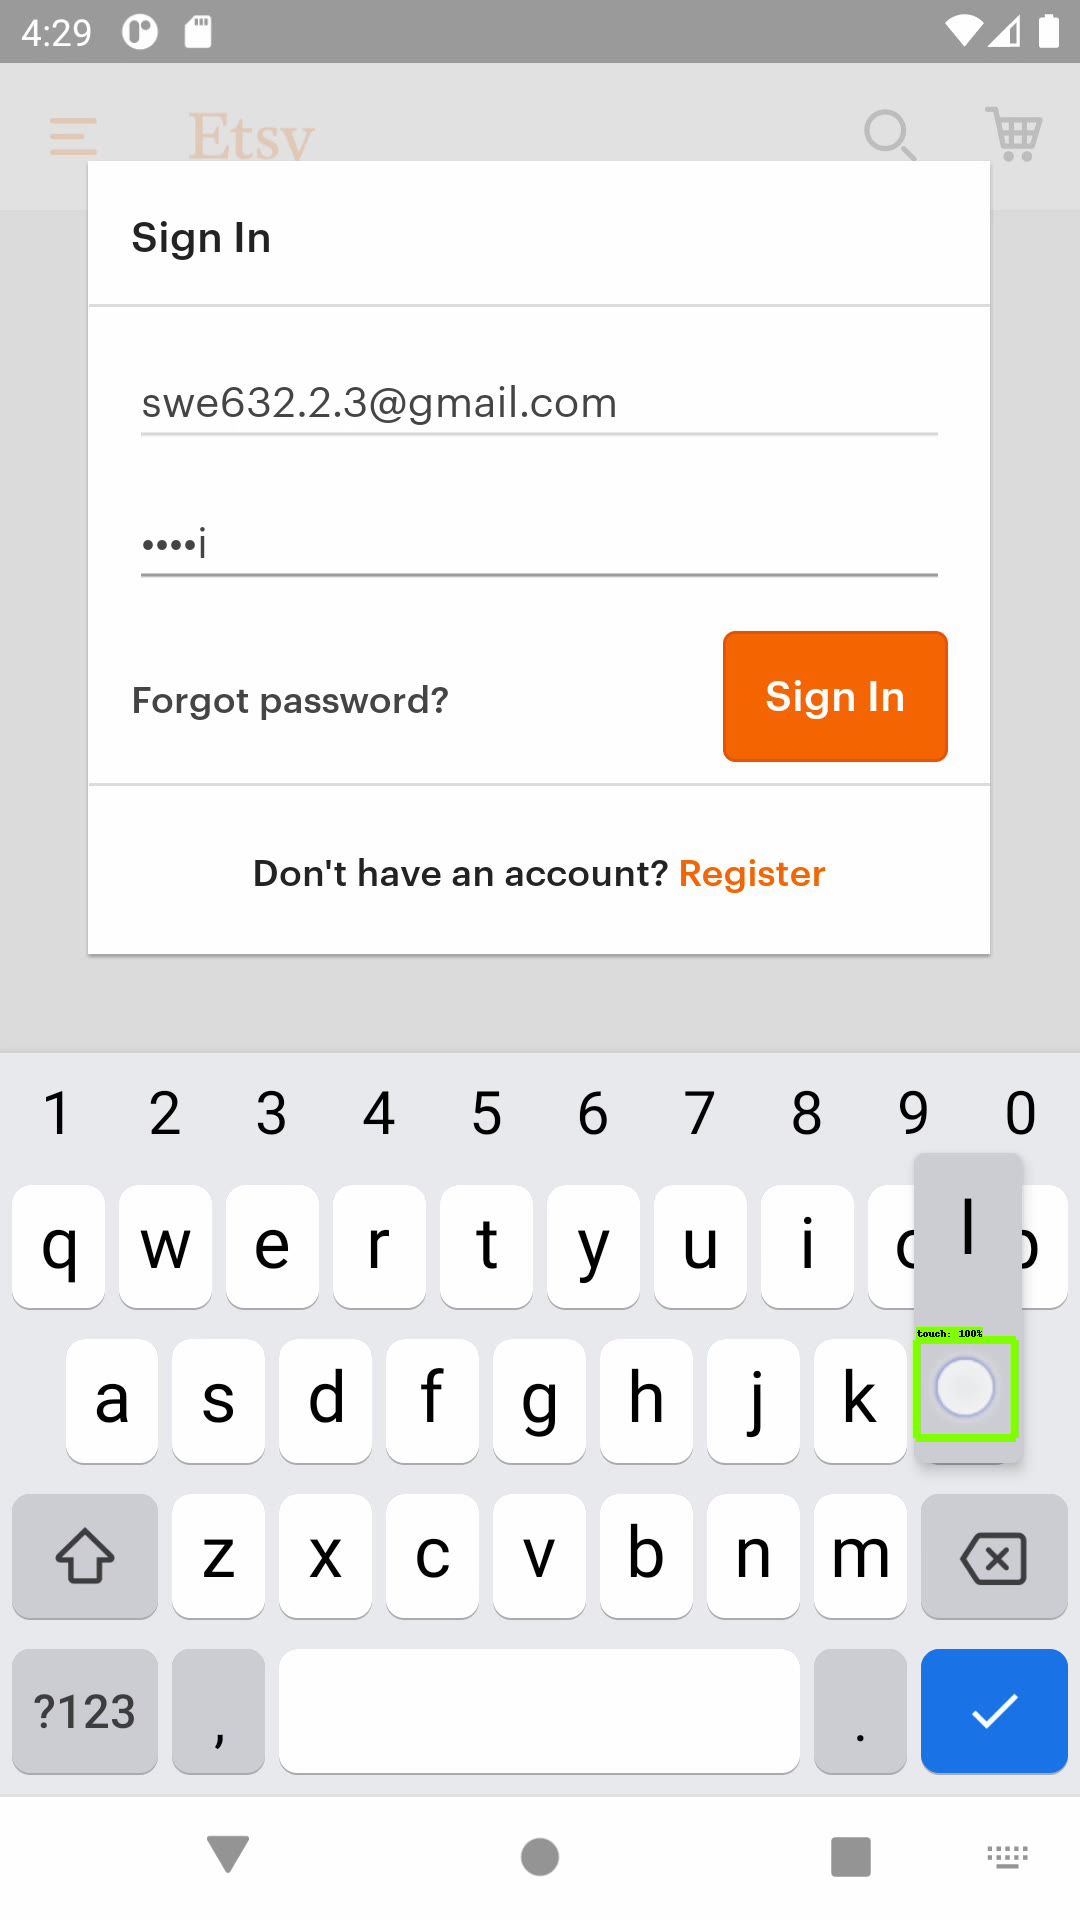 4:29
Etsy
Sign In
swe632.2.3@gmail.com
••••i
Forgot password?
Sign In
Don't have an account? Register
1 2 3 4 5 6 7 8 9 0
q w e r t y u i o p
l
touch: 100%
a s d f g h j k
z x c v b n m
?123 , .